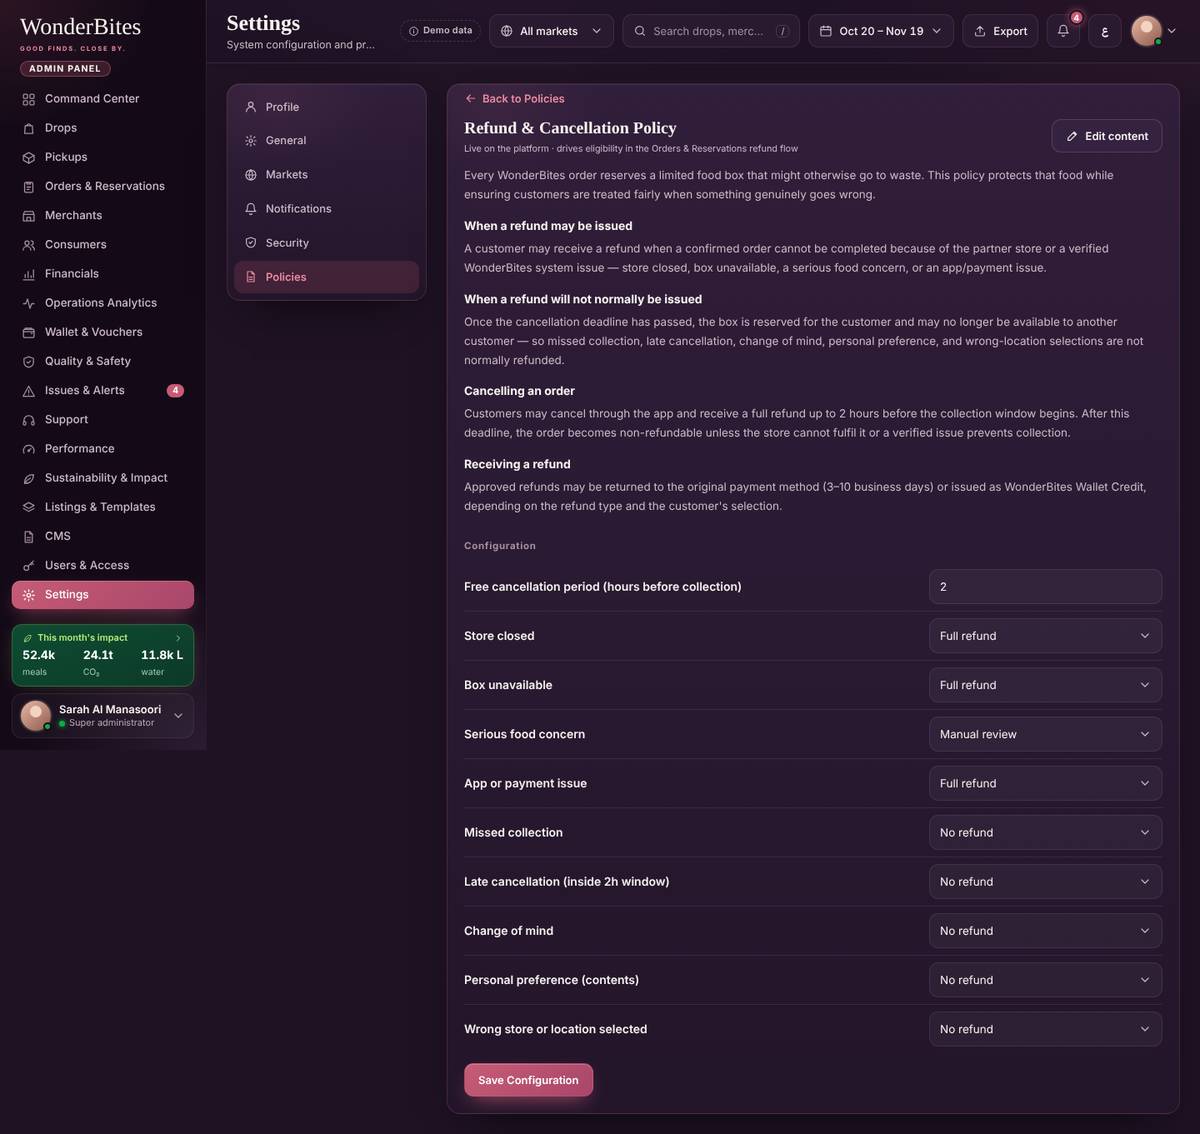 WonderBites
GOOD FINDS. CLOSE BY.
ADMIN PANEL
Command Center
Drops
Pickups
Orders & Reservations
Merchants
Consumers
Financials
Operations Analytics
Wallet & Vouchers
Quality & Safety
Issues & Alerts 4
Support
Performance
Sustainability & Impact
Listings & Templates
CMS
Users & Access
Settings
This month's impact
52.4k 24.1t 11.8k L
meals CO₂ water
Sarah Al Manasoori
Super administrator
Settings
System configuration and pr...
Demo data
All markets
Search drops, merc... /
Oct 20 – Nov 19
Export
4
ع
Profile
General
Markets
Notifications
Security
Policies
Back to Policies
Refund & Cancellation Policy
Live on the platform · drives eligibility in the Orders & Reservations refund flow
Edit content
Every WonderBites order reserves a limited food box that might otherwise go to waste. This policy protects that food while
ensuring customers are treated fairly when something genuinely goes wrong.
When a refund may be issued
A customer may receive a refund when a confirmed order cannot be completed because of the partner store or a verified
WonderBites system issue — store closed, box unavailable, a serious food concern, or an app/payment issue.
When a refund will not normally be issued
Once the cancellation deadline has passed, the box is reserved for the customer and may no longer be available to another
customer — so missed collection, late cancellation, change of mind, personal preference, and wrong-location selections are not
normally refunded.
Cancelling an order
Customers may cancel through the app and receive a full refund up to 2 hours before the collection window begins. After this
deadline, the order becomes non-refundable unless the store cannot fulfil it or a verified issue prevents collection.
Receiving a refund
Approved refunds may be returned to the original payment method (3–10 business days) or issued as WonderBites Wallet Credit,
depending on the refund type and the customer's selection.
Configuration
Free cancellation period (hours before collection) 2
Store closed Full refund
Box unavailable Full refund
Serious food concern Manual review
App or payment issue Full refund
Missed collection No refund
Late cancellation (inside 2h window) No refund
Change of mind No refund
Personal preference (contents) No refund
Wrong store or location selected No refund
Save Configuration